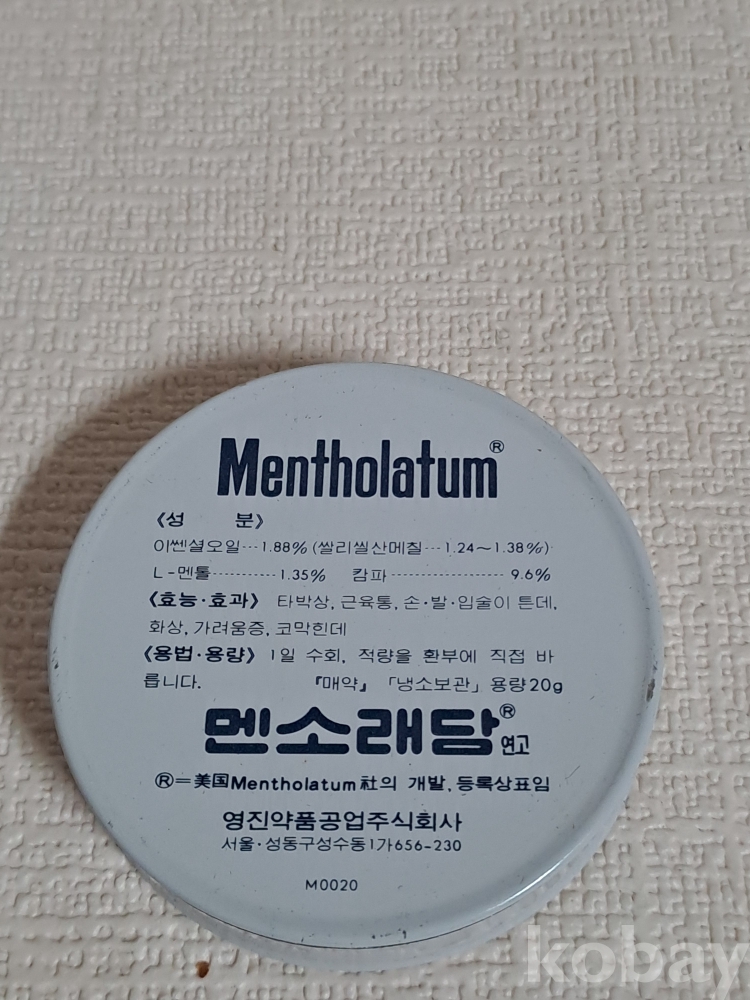 Mentholatum®
《성 분》
이쎈셜오일···1.88% (쌀리씰산메칠···1.24~1.38%)·
L-멘톨··········1.35% 캄파··················9.6%
《효능·효과》 타박상, 근육통, 손·발·입술이 튼데,
화상, 가려움증, 코막힌데
《용법·용량》 1일 수회, 적량을 환부에 직접 바
릅니다. 『매약』 「냉소보관」 용량20g
멘소래담® 연고
®=美国Mentholatum社의 개발, 등록상표임
영진약품공업주식회사
서울·성동구성수동1가656-230
M0020
kobay